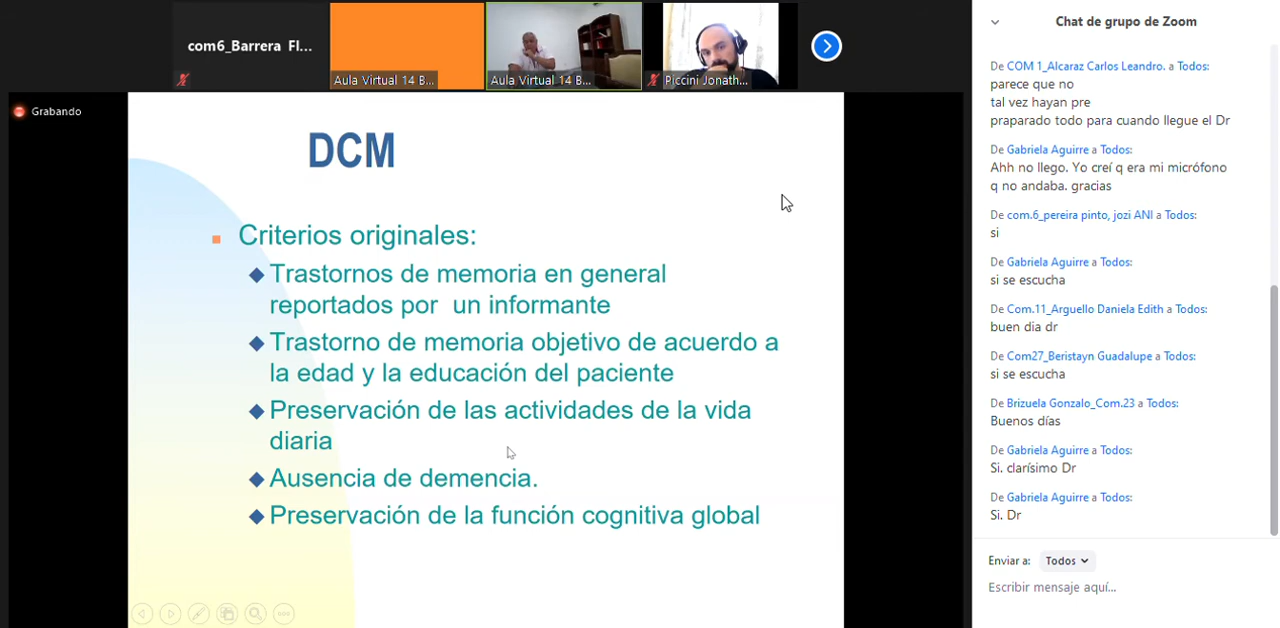 com6_Barrera Fl...
Aula Virtual 14 B...
Aula Virtual 14 B...
Piccini Jonath...
Grabando
DCM
Criterios originales:
Trastornos de memoria en general
reportados por un informante
Trastorno de memoria objetivo de acuerdo a
la edad y la educación del paciente
Preservación de las actividades de la vida
diaria
Ausencia de demencia.
Preservación de la función cognitiva global
Chat de grupo de Zoom
De COM 1_Alcaraz Carlos Leandro. a Todos:
parece que no
tal vez hayan pre
praparado todo para cuando llegue el Dr
De Gabriela Aguirre a Todos:
Ahh no llego. Yo creí q era mi micrófono
q no andaba. gracias
De com.6_pereira pinto, jozi ANI a Todos:
si
De Gabriela Aguirre a Todos:
si se escucha
De Com.11_Arguello Daniela Edith a Todos:
buen dia dr
De Com27_Beristayn Guadalupe a Todos:
si se escucha
De Brizuela Gonzalo_Com.23 a Todos:
Buenos días
De Gabriela Aguirre a Todos:
Si. clarísimo Dr
De Gabriela Aguirre a Todos:
Si. Dr
Enviar a: Todos
Escribir mensaje aquí...